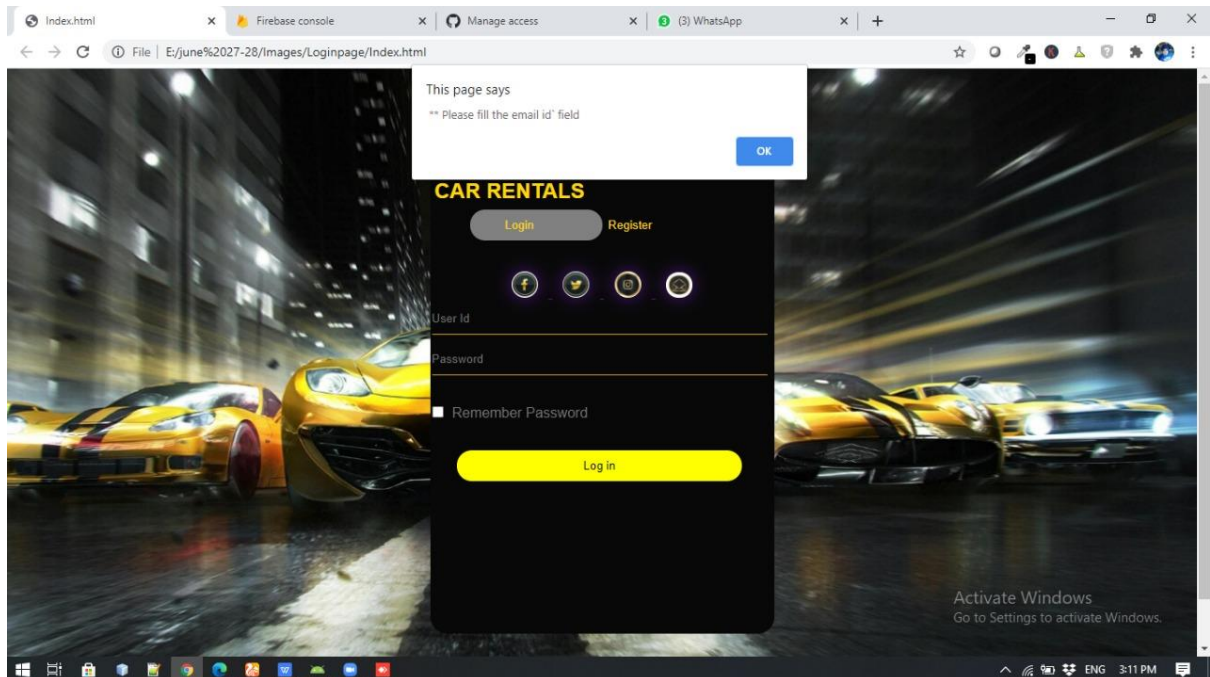 Index.html
Firebase console
Manage access
(3) WhatsApp
File | E:/june%2027-28/Images/Loginpage/Index.html
This page says
** Please fill the email id` field
OK
CAR RENTALS
Login Register
User Id
Password
Remember Password
Log in
Activate Windows
Go to Settings to activate Windows.
ENG 3:11 PM